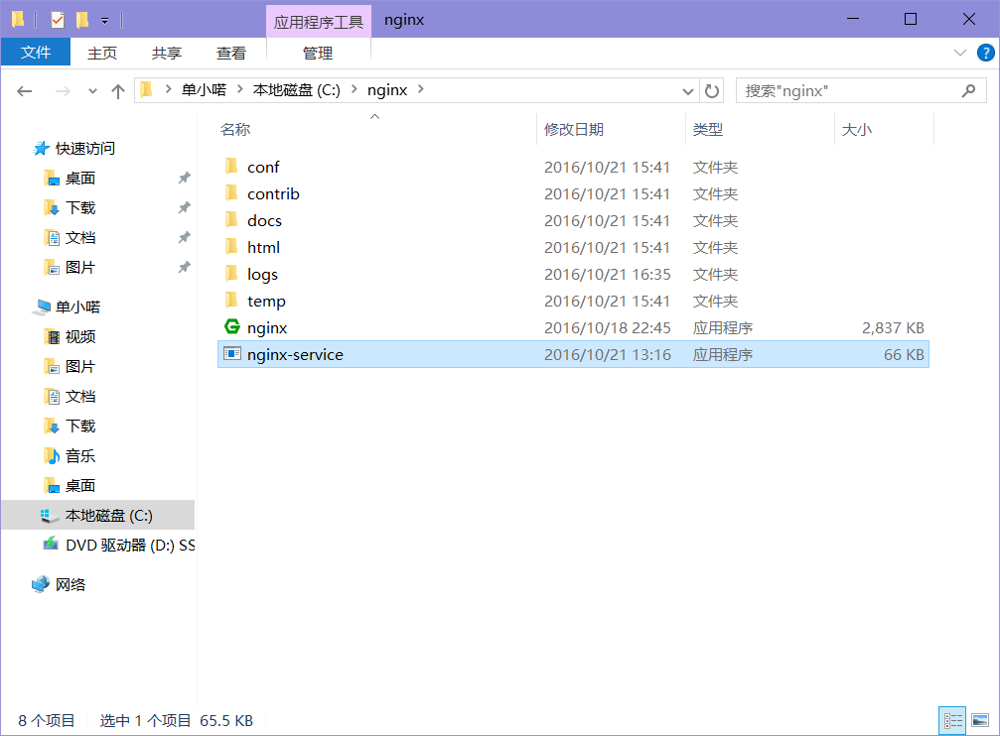 应用程序工具 nginx
文件 主页 共享 查看 管理
单小喏 本地磁盘 (C:) nginx 搜索"nginx"
名称 修改日期 类型 大小
快速访问
桌面
下载
文档
图片
单小喏
视频
图片
文档
下载
音乐
桌面
本地磁盘 (C:)
DVD 驱动器 (D:) SS
网络
conf 2016/10/21 15:41 文件夹
contrib 2016/10/21 15:41 文件夹
docs 2016/10/21 15:41 文件夹
html 2016/10/21 15:41 文件夹
logs 2016/10/21 16:35 文件夹
temp 2016/10/21 15:41 文件夹
nginx 2016/10/18 22:45 应用程序 2,837 KB
nginx-service 2016/10/21 13:16 应用程序 66 KB
8 个项目 选中 1 个项目 65.5 KB